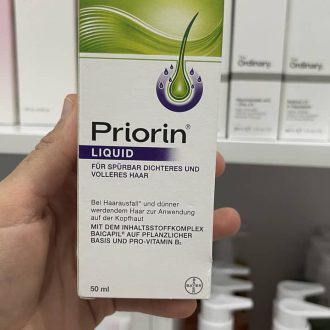 Priorin®
LIQUID
FÜR SPÜRBAR DICHTERES UND
VOLLERES HAAR
Bei Haarausfall¹ und dünner
werdendem Haar zur Anwendung
auf der Kopfhaut
MIT DEM INHALTSSTOFFKOMPLEX
BAICAPIL® AUF PFLANZLICHER
BASIS UND PRO-VITAMIN B₅
50 ml
BAYER
The
Ordinary.
The
Ordinary.